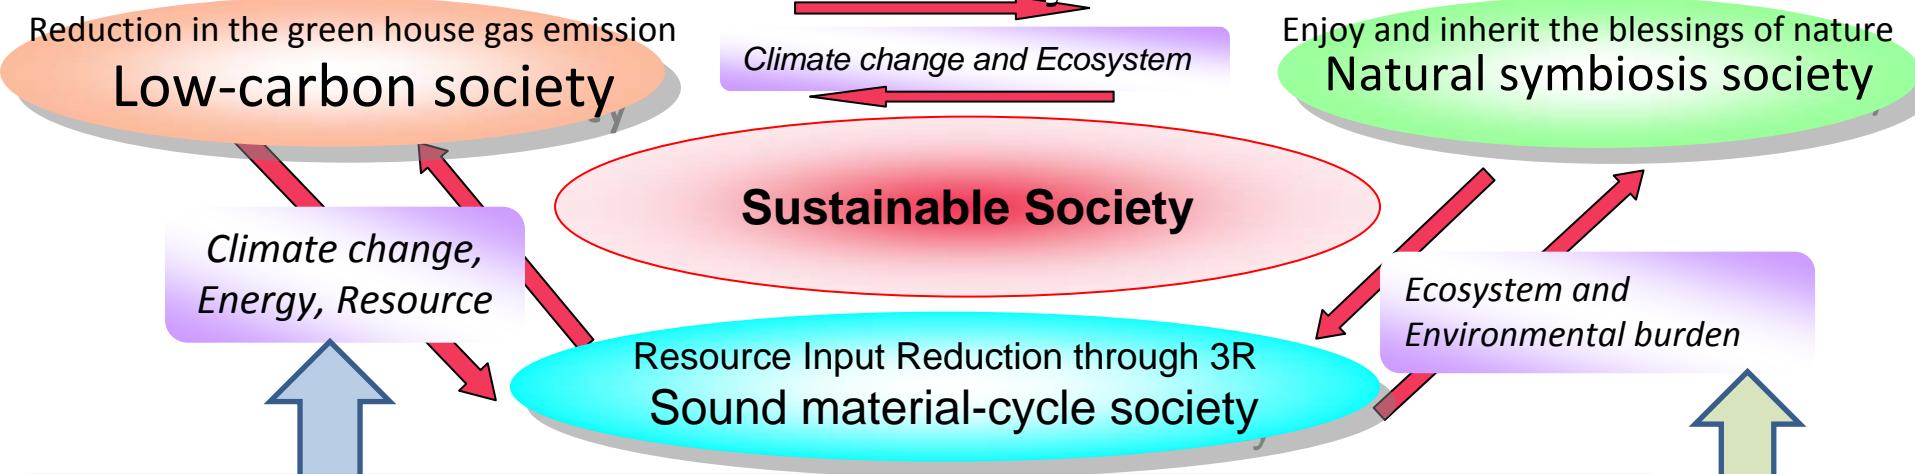 Reduction in the green house gas emission
Low-carbon society
Climate change and Ecosystem
Enjoy and inherit the blessings of nature
Natural symbiosis society
Sustainable Society
Climate change,
Energy, Resource
Ecosystem and
Environmental burden
Resource Input Reduction through 3R
Sound material-cycle society